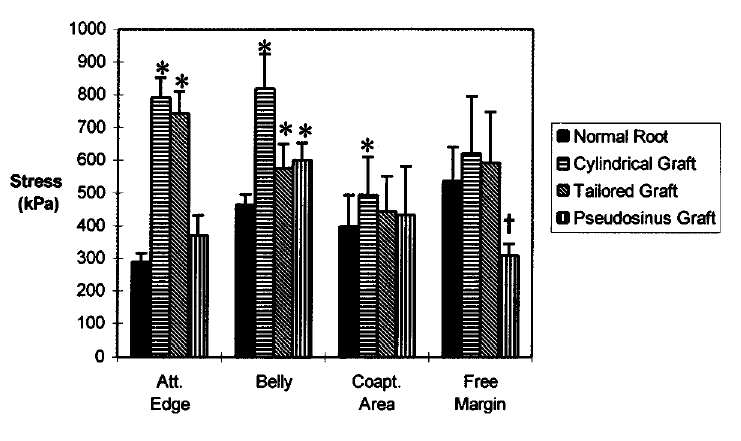 1000
900
800
700
600
500
400
300
200
100
0
Stress
(kPa)
* * * * * * †
Att.
Edge
Belly
Coapt.
Area
Free
Margin
Normal Root
Cylindrical Graft
Tailored Graft
Pseudosinus Graft